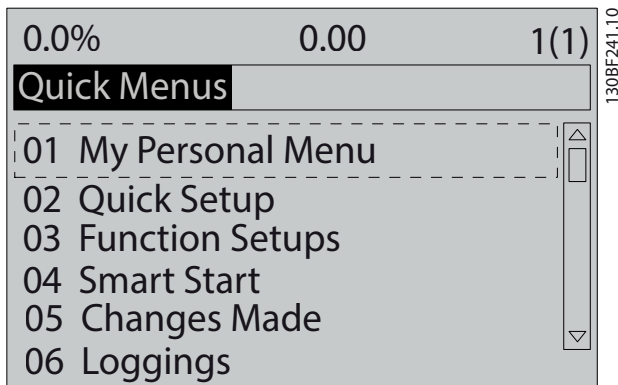 0.0% 0.00 1(1)
Quick Menus
01 My Personal Menu
02 Quick Setup
03 Function Setups
04 Smart Start
05 Changes Made
06 Loggings
130BF241.10